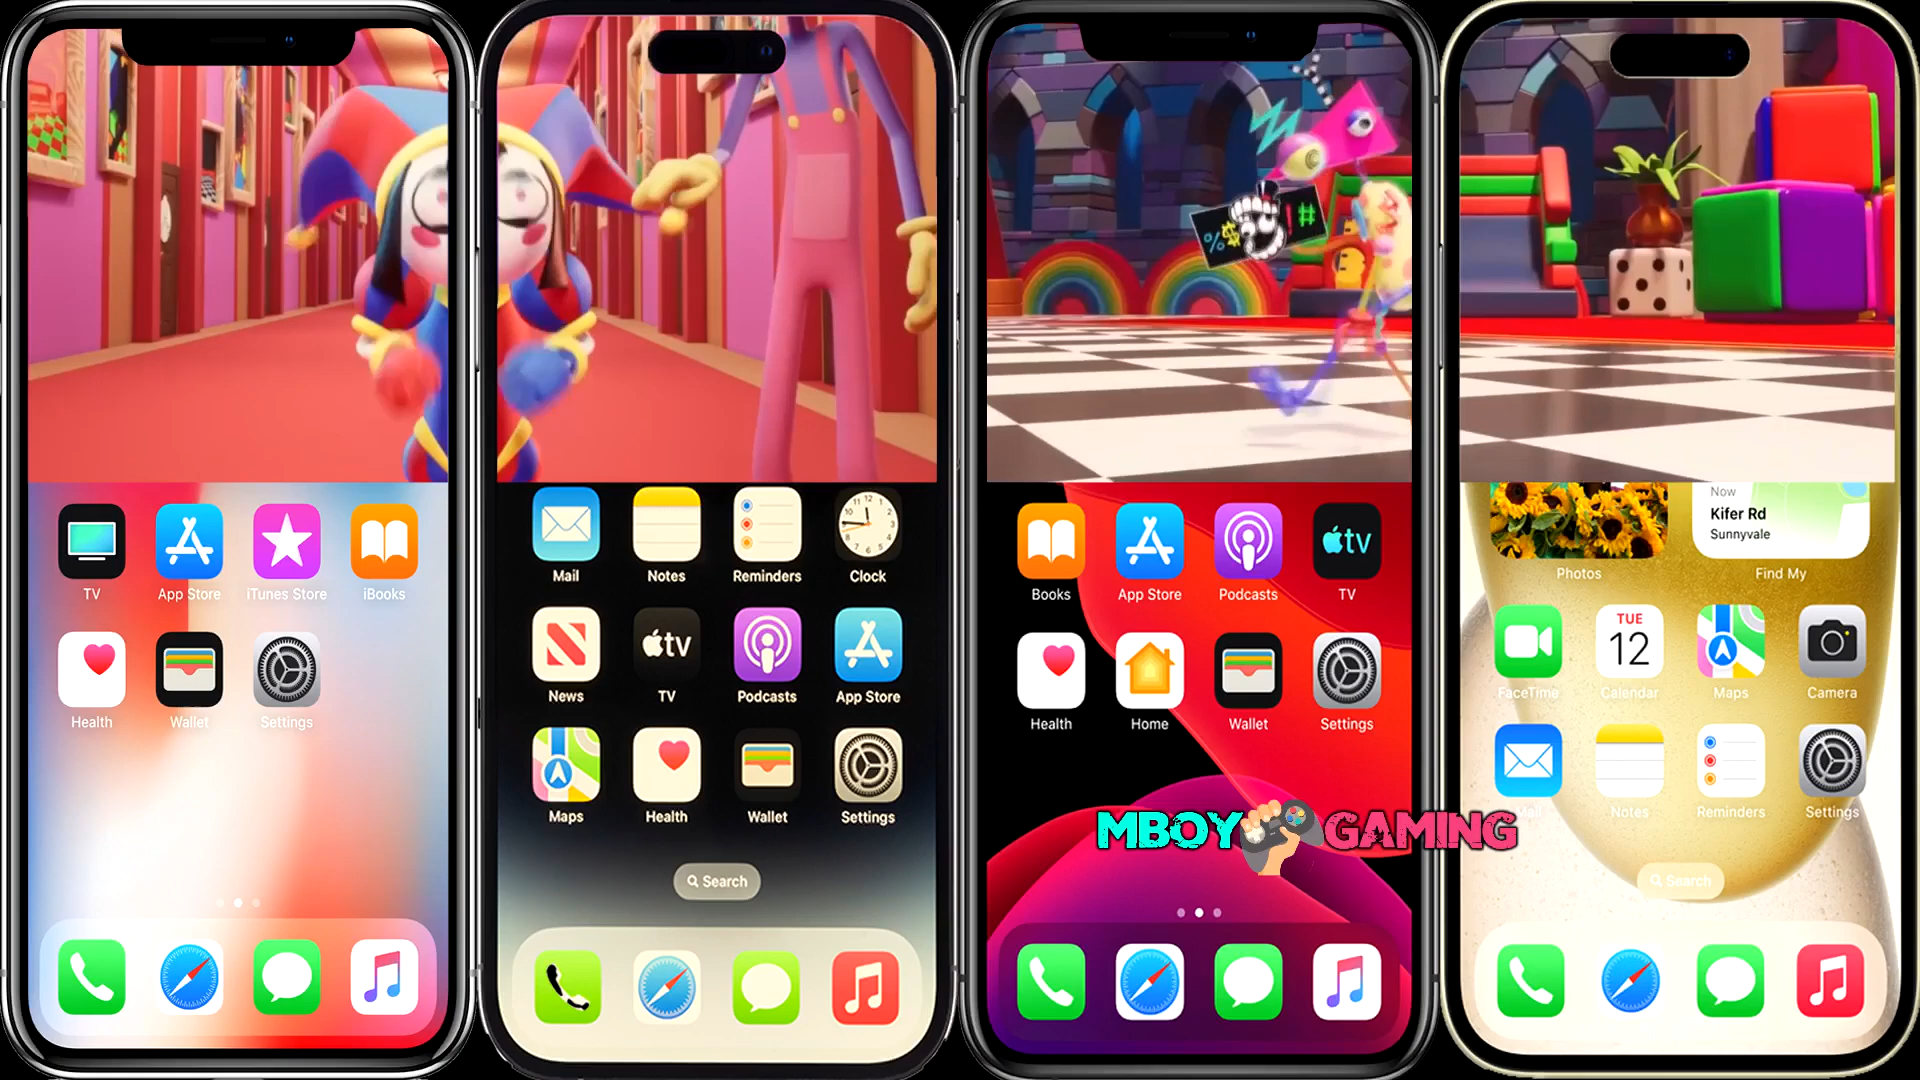 TV
App Store
iTunes Store
iBooks
Health
Wallet
Settings
Mail
Notes
Reminders
Clock
News
tv
TV
Podcasts
App Store
Maps
Health
Wallet
Settings
Search
% $ ! #
Books
App Store
Podcasts
tv
TV
Health
Home
Wallet
Settings
MBOY GAMING
Now
Kifer Rd
Sunnyvale
Photos
Find My
TUE
12
FaceTime
Calendar
Maps
Camera
Mail
Notes
Reminders
Settings
Search